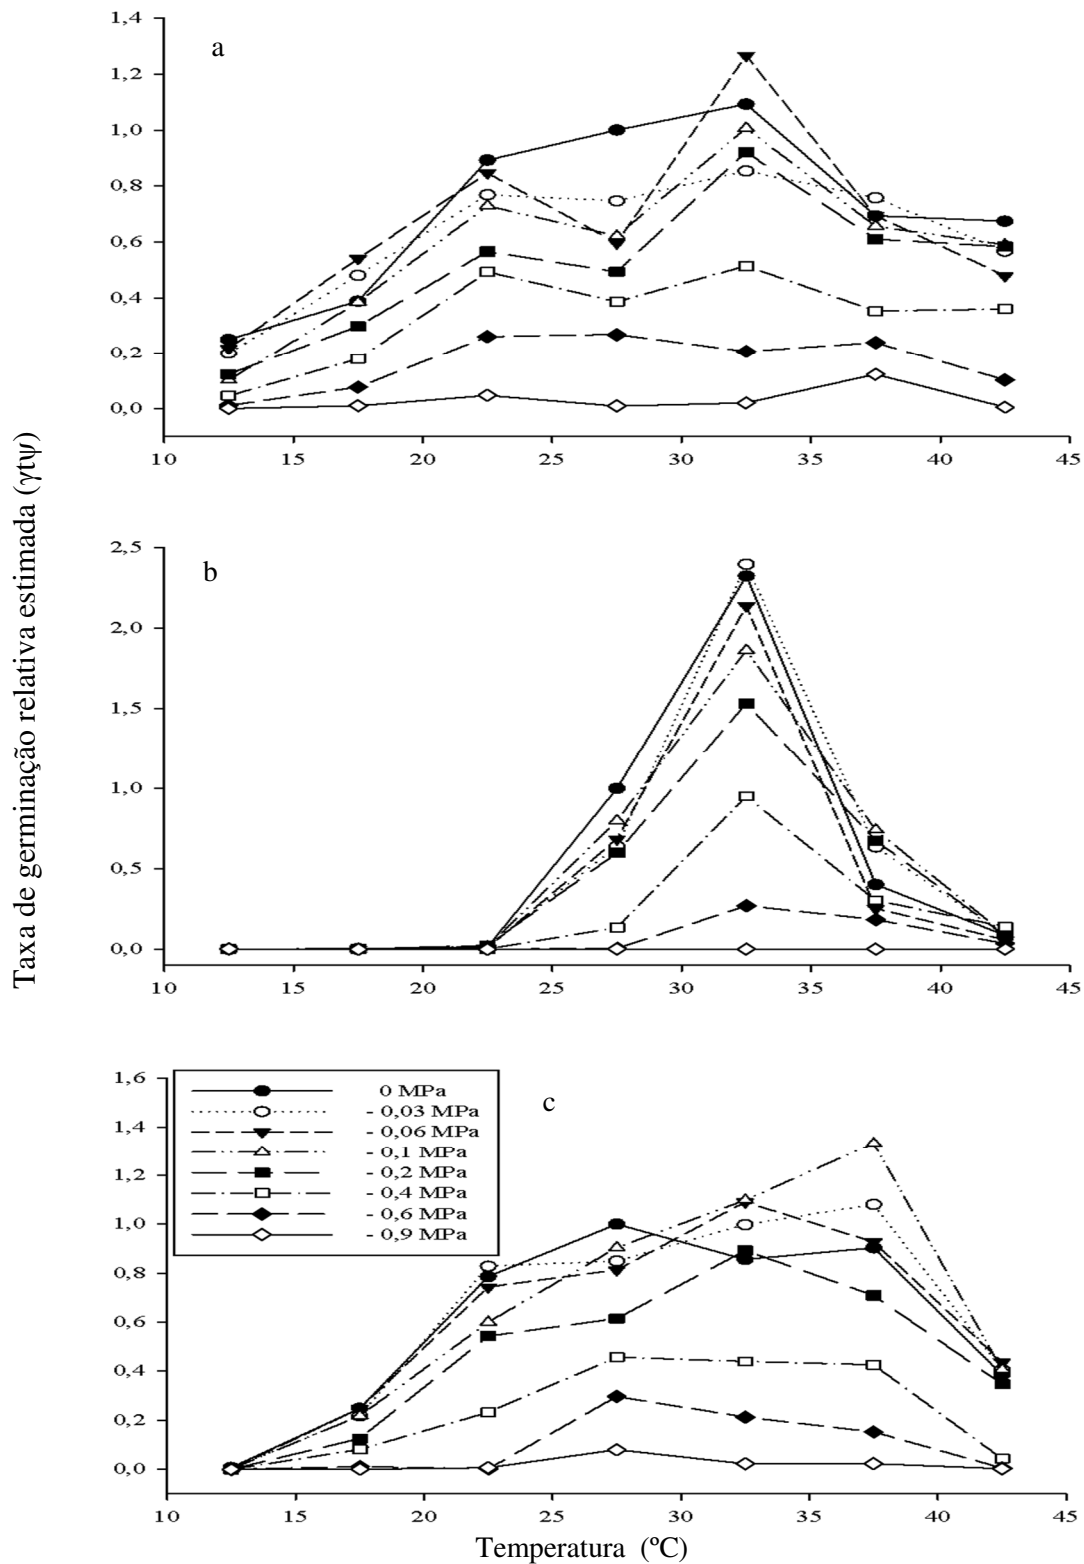 Taxa de germinação relativa estimada (γtψ)
a
1,4
1,2
1,0
0,8
0,6
0,4
0,2
0,0
10 15 20 25 30 35 40 45
b
2,5
2,0
1,5
1,0
0,5
0,0
10 15 20 25 30 35 40 45
c
1,6
1,4
1,2
1,0
0,8
0,6
0,4
0,2
0,0
0 MPa
- 0,03 MPa
- 0,06 MPa
- 0,1 MPa
- 0,2 MPa
- 0,4 MPa
- 0,6 MPa
- 0,9 MPa
10 15 20 25 30 35 40 45
Temperatura (ºC)